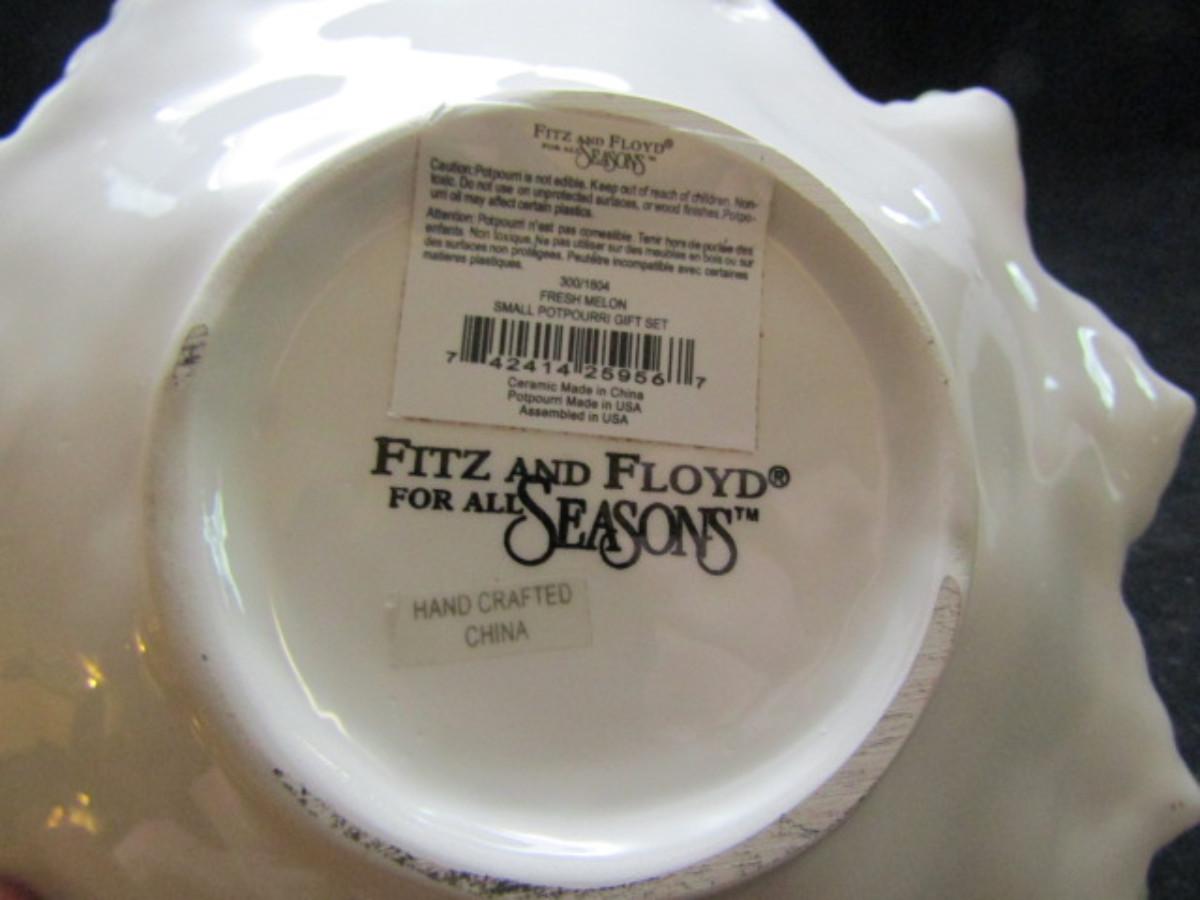 FITZ AND FLOYD®
FOR ALL SEASONS™
Caution: Potpourri is not edible. Keep out of reach of children. Non-
toxic. Do not use on unprotected surfaces, or wood finishes. Potpo-
urri oil may affect certain plastics.
Attention: Potpourri n'est pas comestible. Tenir hors de portée des
enfants. Non toxique. Ne pas utiliser sur des meubles en bois ou sur
des surfaces non protégées. Peutêtre incompatible avec certaines
matieres plastiques.
300/1804
FRESH MELON
SMALL POTPOURRI GIFT SET
7 42414 25956 7
Ceramic Made in China
Potpourri Made in USA
Assembled in USA
FITZ AND FLOYD®
FOR ALL SEASONS™
HAND CRAFTED
CHINA